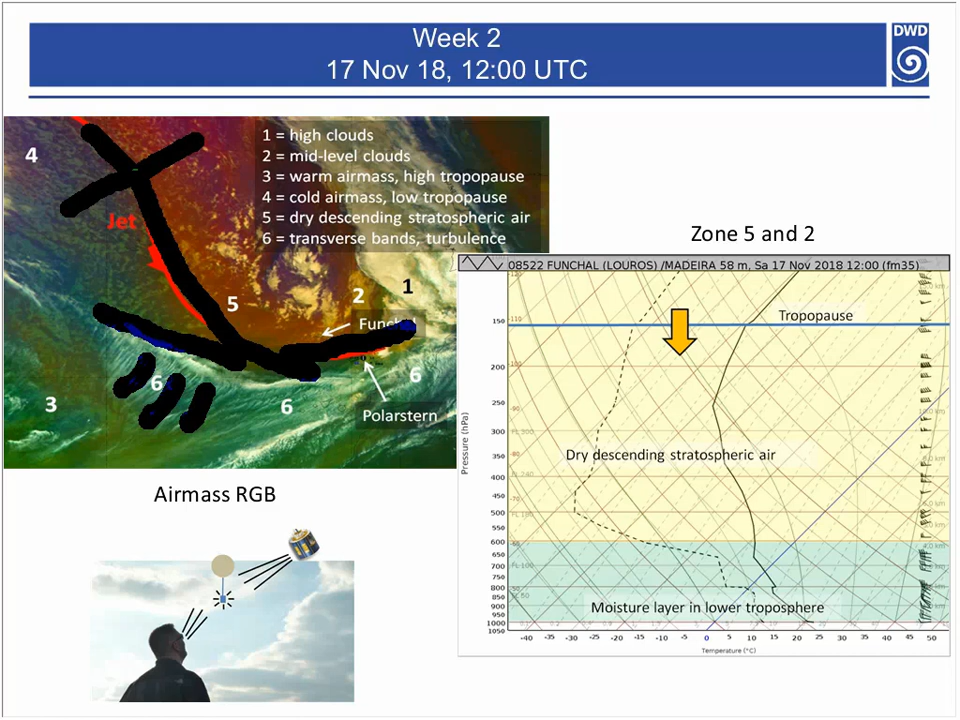 Week 2
17 Nov 18, 12:00 UTC
DWD
4
1 = high clouds
2 = mid-level clouds
3 = warm airmass, high tropopause
4 = cold airmass, low tropopause
5 = dry descending stratospheric air
6 = transverse bands, turbulence
Jet
5
2
1
6
6
3
6
Polarstern
Airmass RGB
Zone 5 and 2
08522 FUNCHAL (LOUROS) /MADEIRA 58 m, Sa 17 Nov 2018 12:00 (fm35)
Tropopause
Dry descending stratospheric air
Moisture layer in lower troposphere
Pressure (hPa)
150
200
250
300
350
400
450
500
550
600
650
700
750
800
850
900
950
1000
1050
-40 -35 -30 -25 -20 -15 -10 -5 0 5 10 15 20 25 30 35 40 45 50
Temperature (°C)